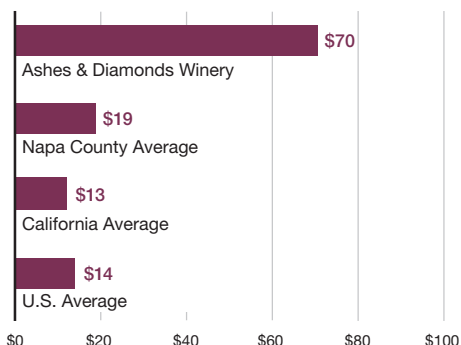 $70
Ashes & Diamonds Winery
$19
Napa County Average
$13
California Average
$14
U.S. Average
$0 $20 $40 $60 $80 $100